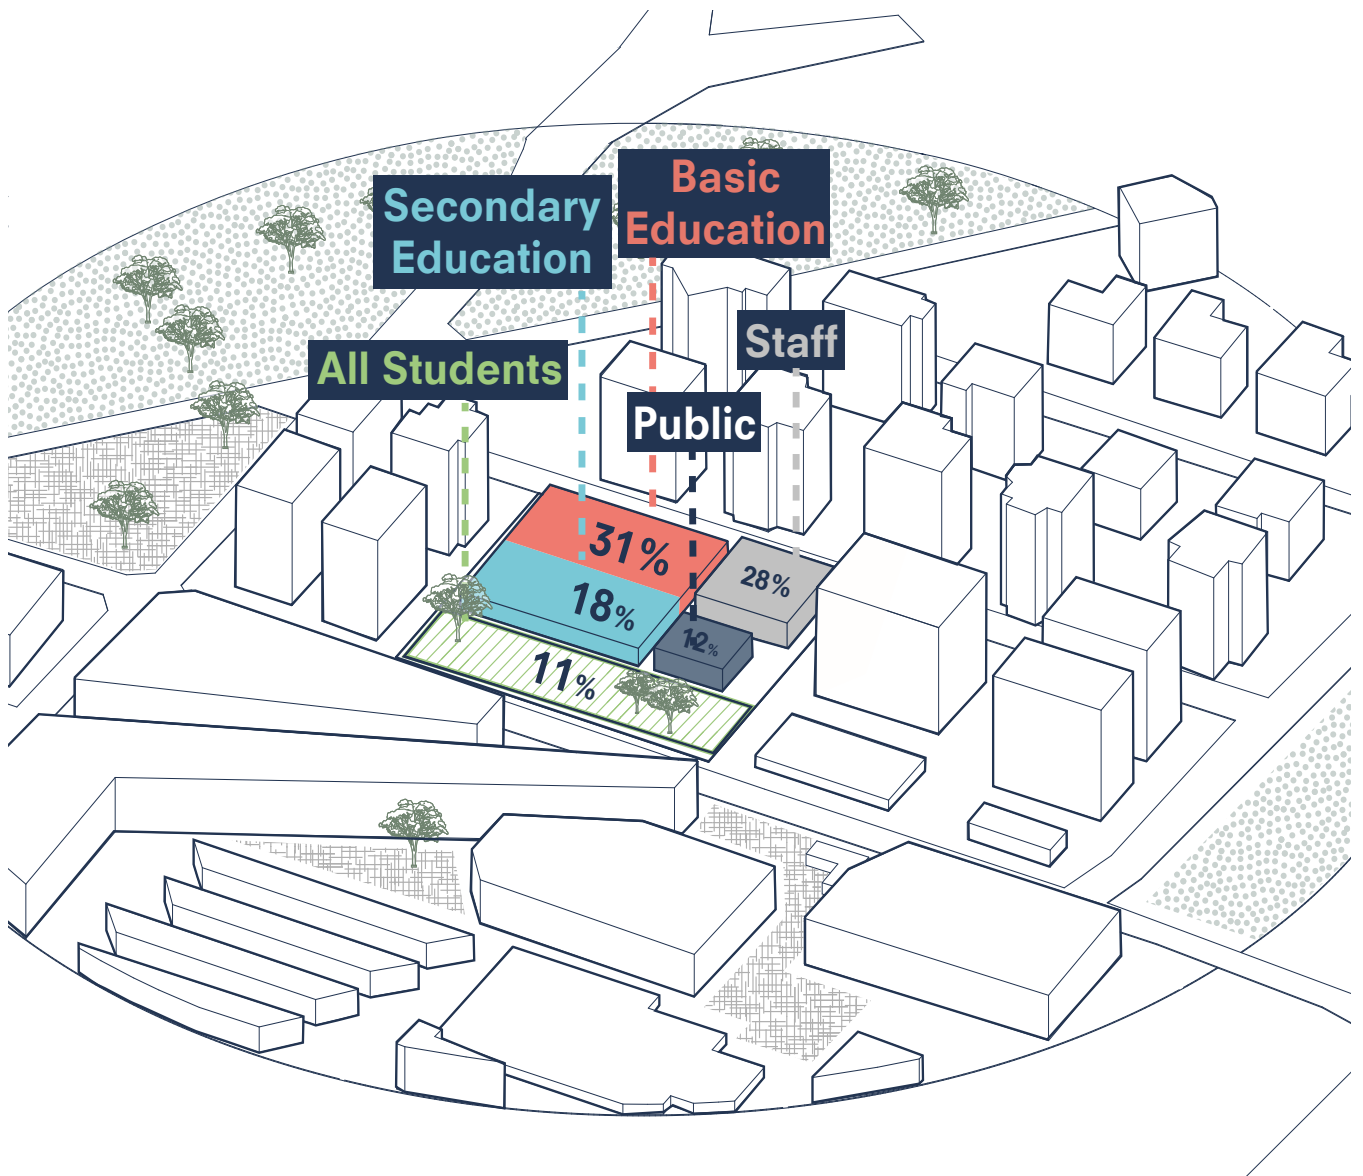 Basic
Education
Secondary
Education
Staff
All Students
Public
31%
28%
18%
12%
11%